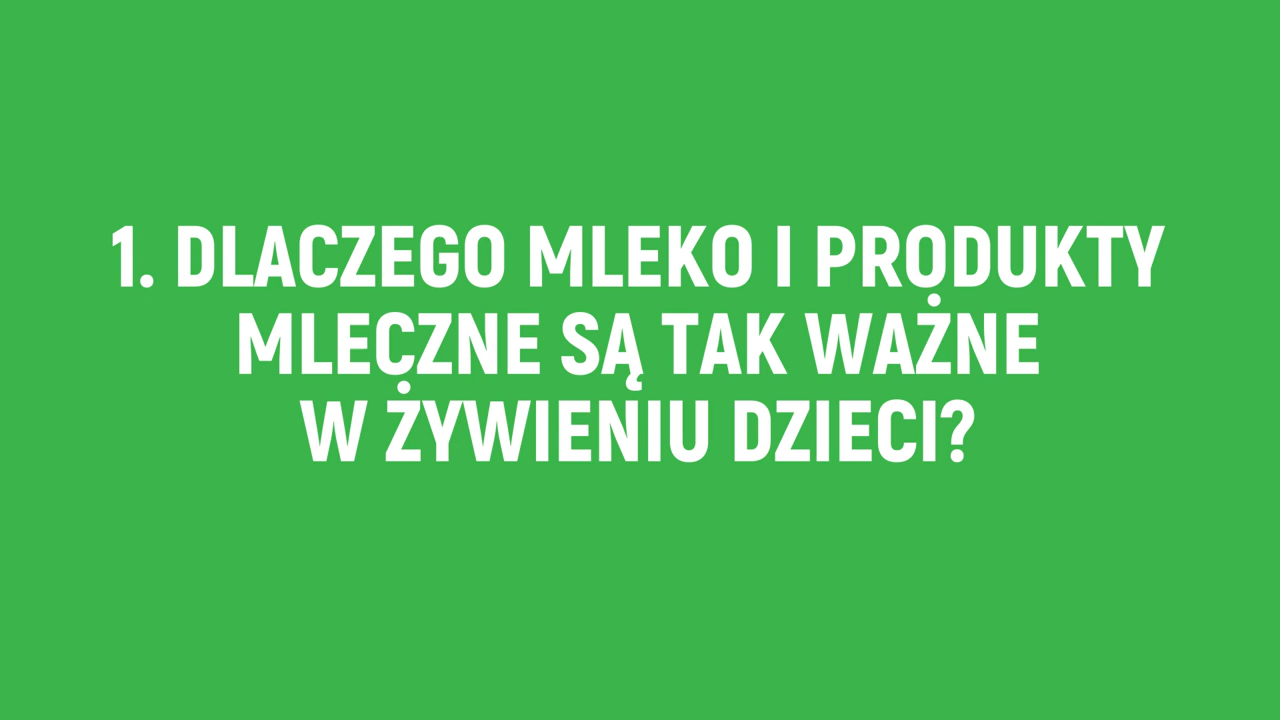 1. DLACZEGO MLEKO I PRODUKTY
MLECZNE SĄ TAK WAŻNE
W ŻYWIENIU DZIECI?